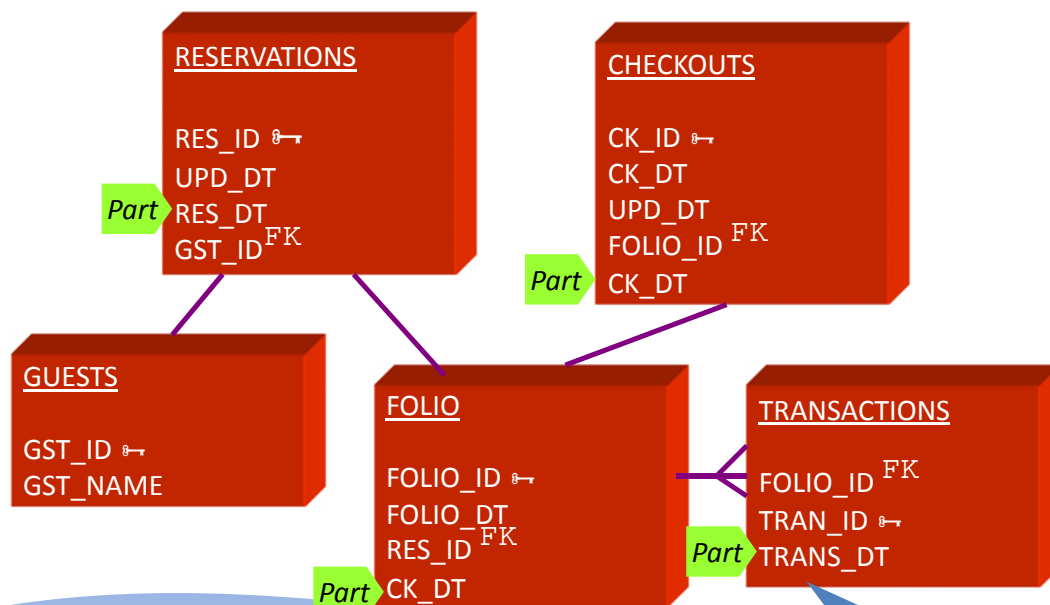 RESERVATIONS
RES_ID
UPD_DT
Part
RES_DT
GST_ID FK
CHECKOUTS
CK_ID
CK_DT
UPD_DT
FOLIO_ID FK
Part
CK_DT
GUESTS
GST_ID
GST_NAME
FOLIO
FOLIO_ID
FOLIO_DT
RES_ID FK
Part
CK_DT
TRANSACTIONS
FOLIO_ID FK
TRAN_ID
Part
TRANS_DT